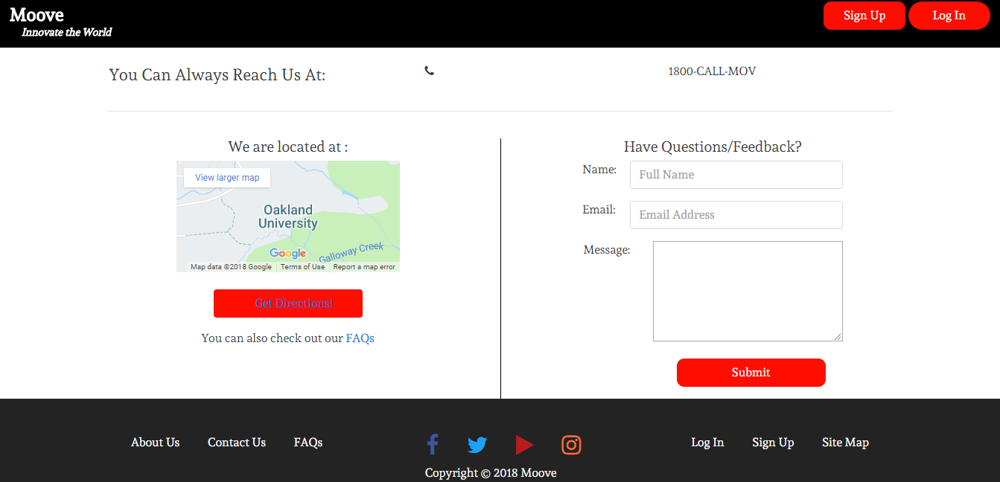 Moove
Innovate the World
Sign Up
Log In
You Can Always Reach Us At:
1800-CALL-MOV
We are located at :
View larger map
Oakland
University
Google
Galloway Creek
Map data ©2018 Google
Terms of Use
Report a map error
Get Directions!
You can also check out our FAQs
Have Questions/Feedback?
Name:
Full Name
Email:
Email Address
Message:
Submit
About Us
Contact Us
FAQs
Log In
Sign Up
Site Map
Copyright © 2018 Moove